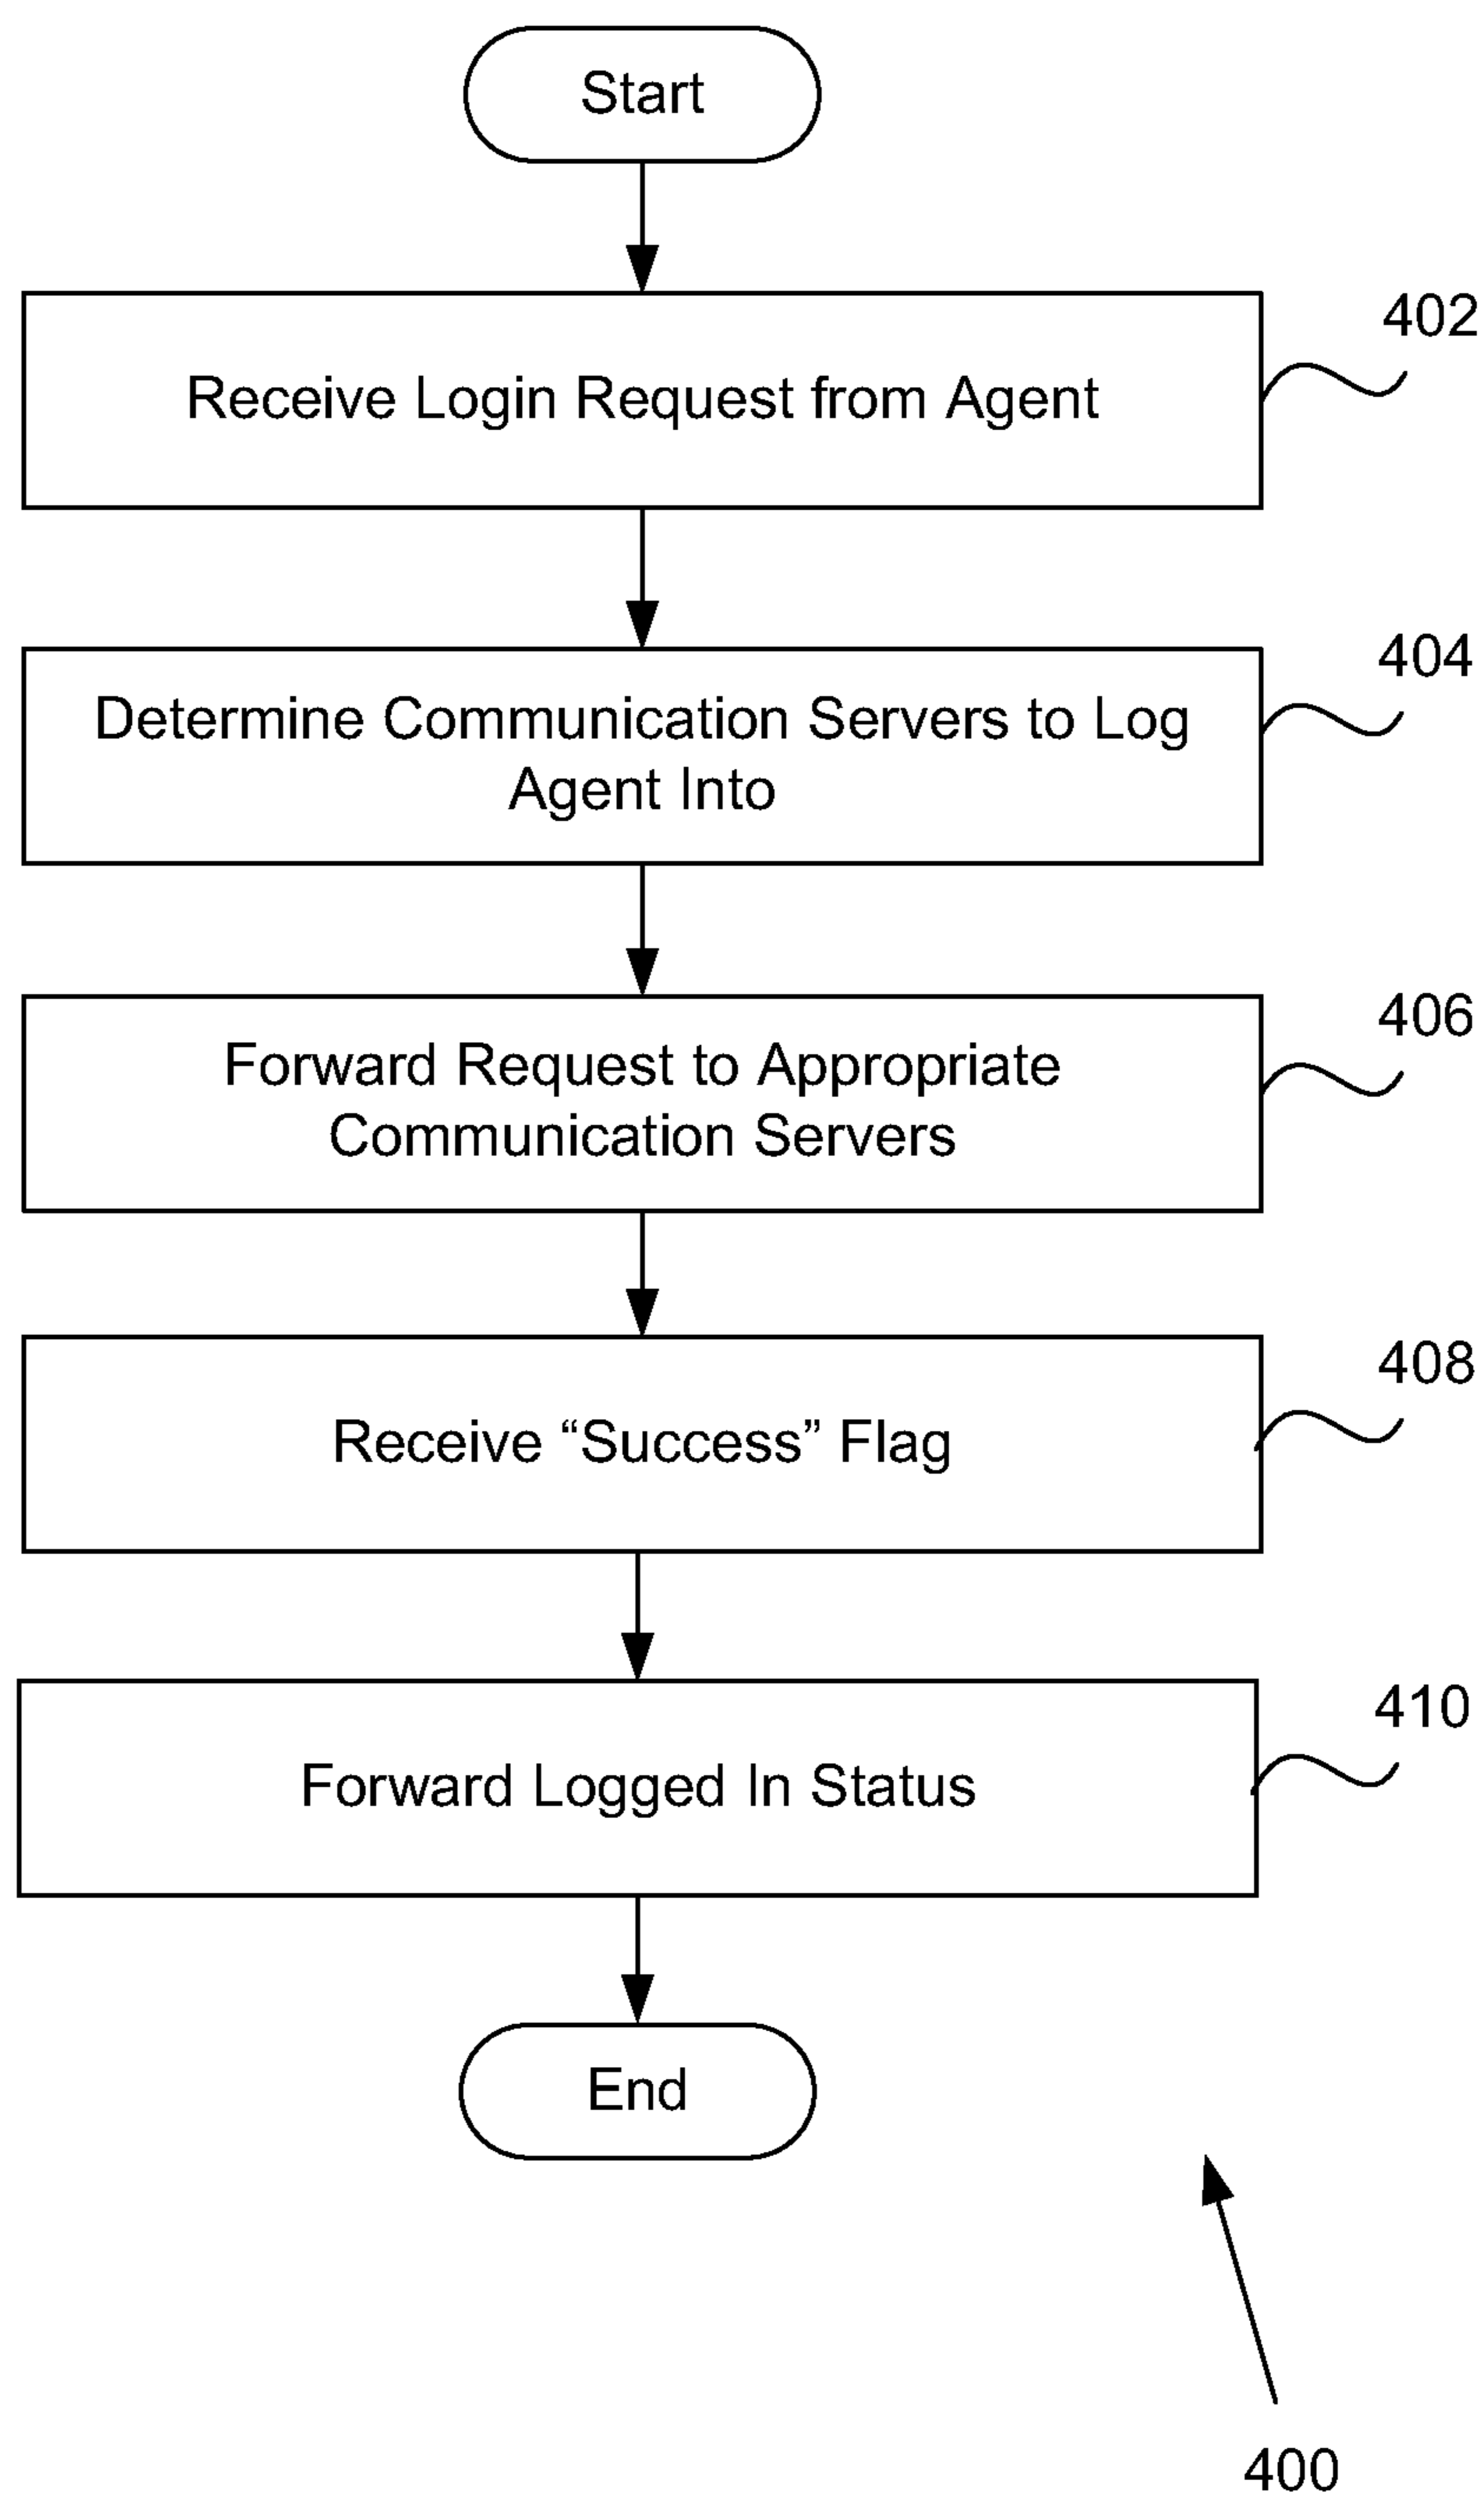 Start
402
Receive Login Request from Agent
404
Determine Communication Servers to Log
Agent Into
406
Forward Request to Appropriate
Communication Servers
408
Receive “Success” Flag
410
Forward Logged In Status
End
400